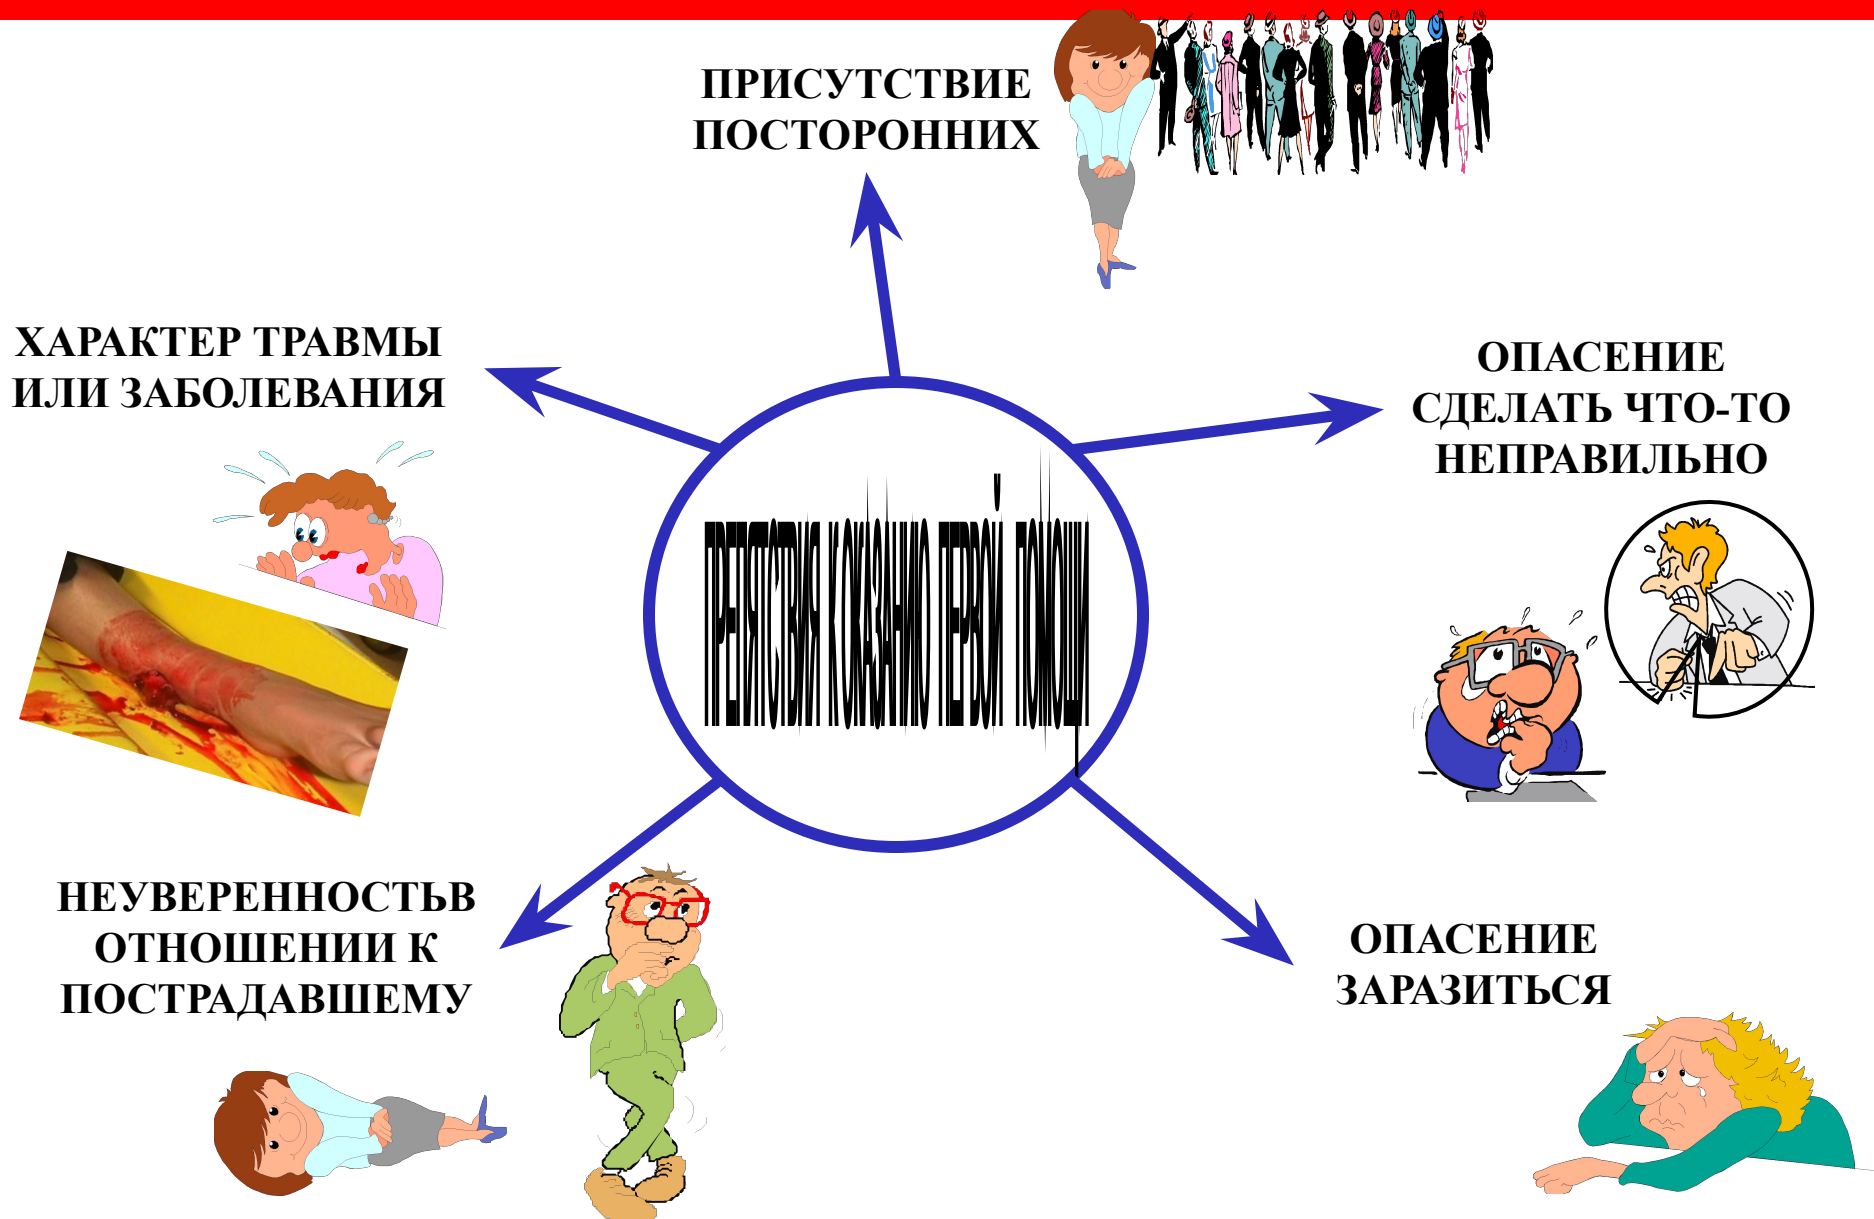 ПРИСУТСТВИЕ
ПОСТОРОННИХ
ХАРАКТЕР ТРАВМЫ
ИЛИ ЗАБОЛЕВАНИЯ
ОПАСЕНИЕ
СДЕЛАТЬ ЧТО-ТО
НЕПРАВИЛЬНО
ПРЕПЯТСТВИЯ К ОКАЗАНИЮ ПЕРВОЙ ПОМОЩИ
НЕУВЕРЕННОСТЬВ
ОТНОШЕНИИ К
ПОСТРАДАВШЕМУ
ОПАСЕНИЕ
ЗАРАЗИТЬСЯ